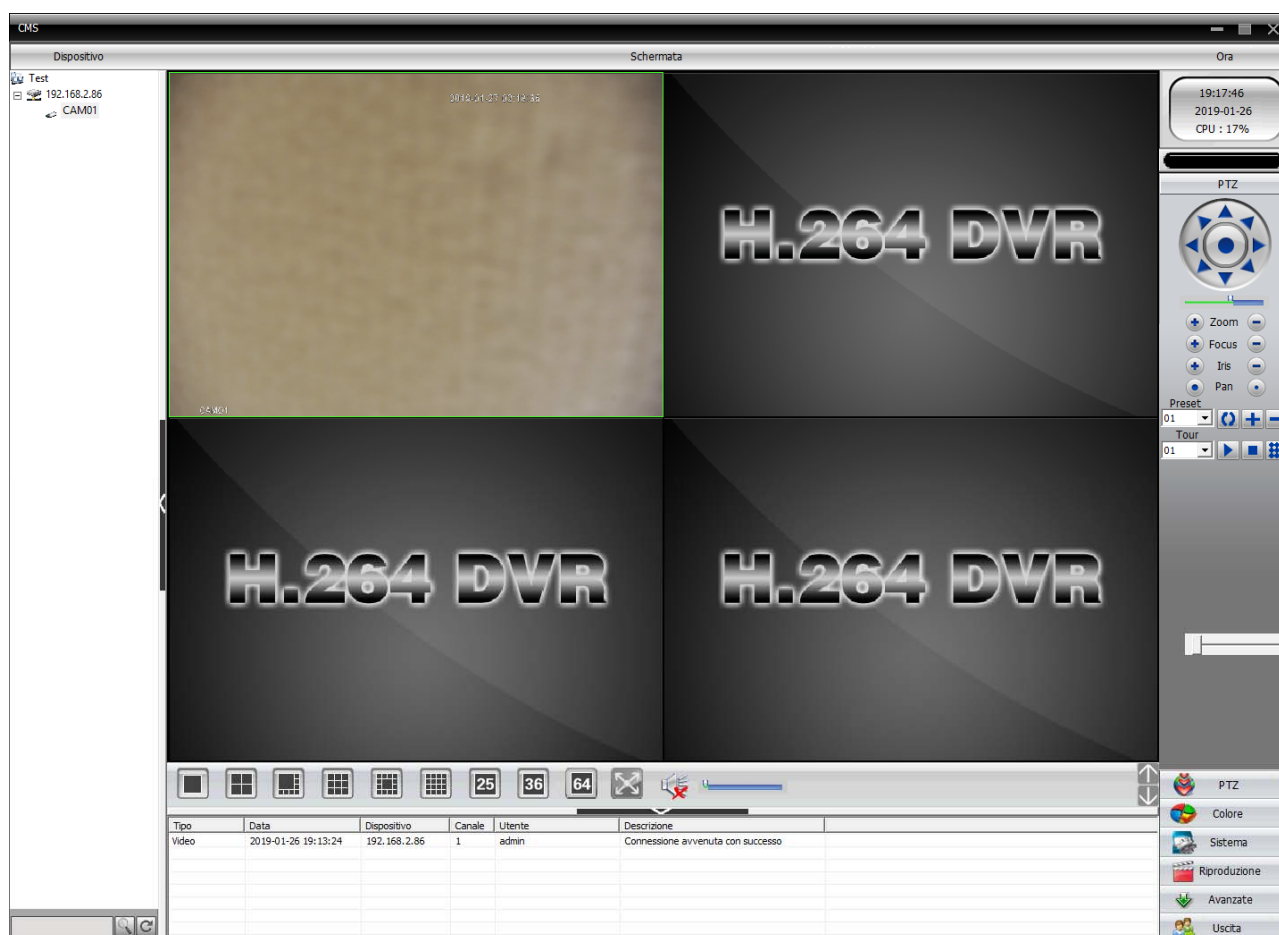 CMS
Dispositivo Schermata Ora
Test
192.168.2.86
CAM01
CAM01
H.264 DVR
H.264 DVR
H.264 DVR
19:17:46
2019-01-26
CPU : 17%
PTZ
Zoom
Focus
Iris
Pan
Preset
01
Tour
01
25 36 64
Tipo Data Dispositivo Canale Utente Descrizione
Video 2019-01-26 19:13:24 192.168.2.86 1 admin Connessione avvenuta con successo
PTZ
Colore
Sistema
Riproduzione
Avanzate
Uscita